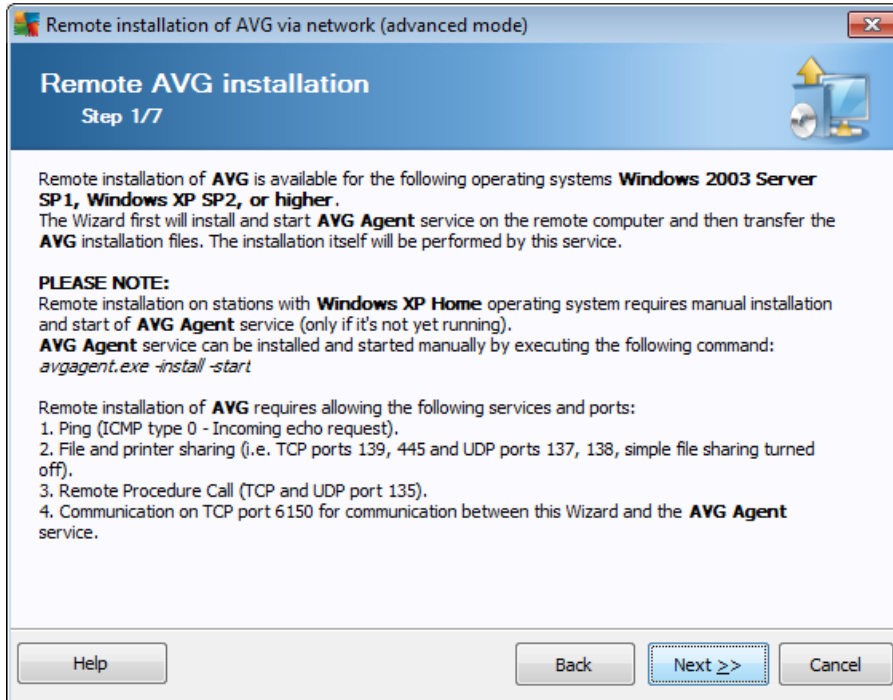 Remote installation of AVG via network (advanced mode)
Remote AVG installation
Step 1/7
Remote installation of AVG is available for the following operating systems Windows 2003 Server
SP1, Windows XP SP2, or higher.
The Wizard first will install and start AVG Agent service on the remote computer and then transfer the
AVG installation files. The installation itself will be performed by this service.
PLEASE NOTE:
Remote installation on stations with Windows XP Home operating system requires manual installation
and start of AVG Agent service (only if it's not yet running).
AVG Agent service can be installed and started manually by executing the following command:
avgagent.exe -install -start
Remote installation of AVG requires allowing the following services and ports:
1. Ping (ICMP type 0 - Incoming echo request).
2. File and printer sharing (i.e. TCP ports 139, 445 and UDP ports 137, 138, simple file sharing turned
off).
3. Remote Procedure Call (TCP and UDP port 135).
4. Communication on TCP port 6150 for communication between this Wizard and the AVG Agent
service.
Help Back Next >> Cancel